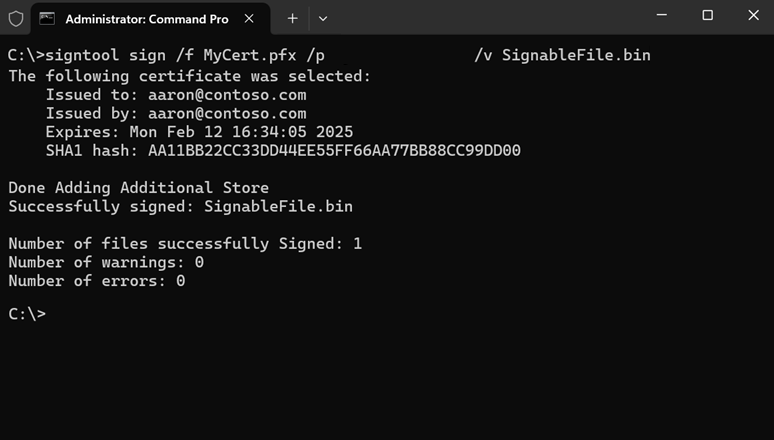 Administrator: Command Pro
C:\>signtool sign /f MyCert.pfx /p                /v SignableFile.bin
The following certificate was selected:
    Issued to: aaron@contoso.com
    Issued by: aaron@contoso.com
    Expires: Mon Feb 12 16:34:05 2025
    SHA1 hash: AA11BB22CC33DD44EE55FF66AA77BB88CC99DD00
Done Adding Additional Store
Successfully signed: SignableFile.bin
Number of files successfully Signed: 1
Number of warnings: 0
Number of errors: 0
C:\>